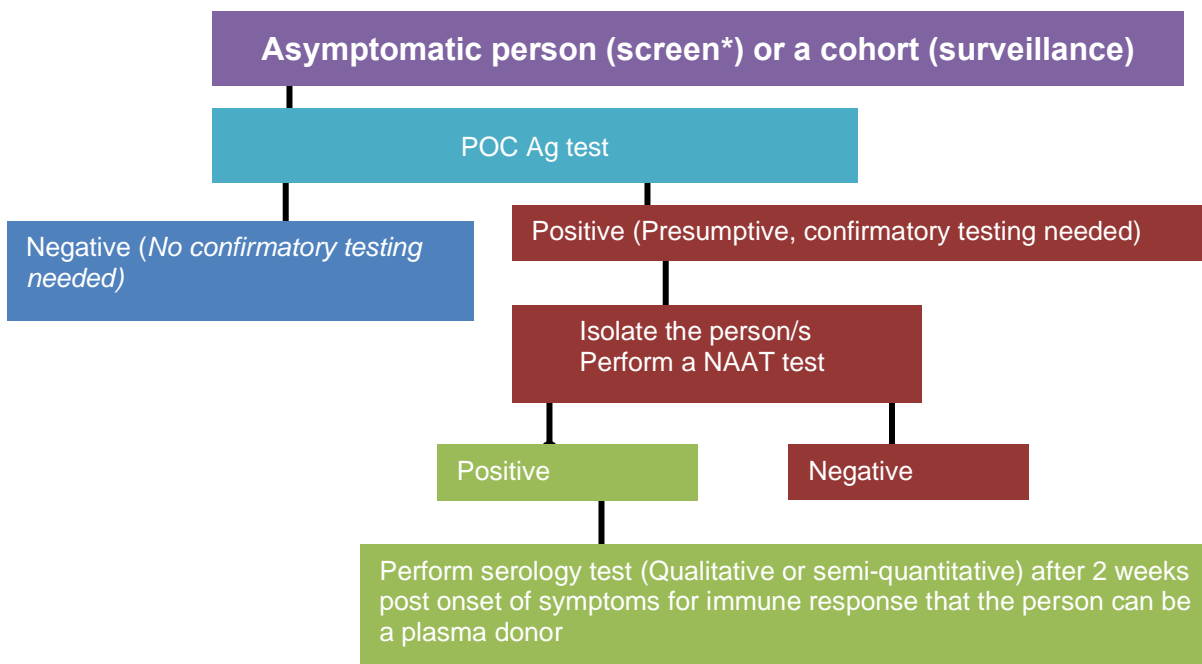 Asymptomatic person (screen*) or a cohort (surveillance)
POC Ag test
Negative (No confirmatory testing
needed)
Positive (Presumptive, confirmatory testing needed)
Isolate the person/s
Perform a NAAT test
Positive
Negative
Perform serology test (Qualitative or semi-quantitative) after 2 weeks
post onset of symptoms for immune response that the person can be
a plasma donor